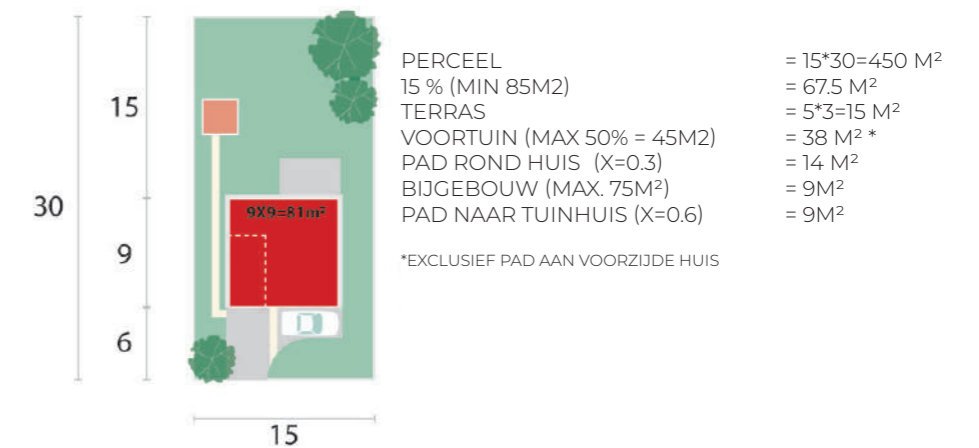 15
30
9
6
15
9X9=81m²
PERCEEL = 15*30=450 M²
15 % (MIN 85M2) = 67.5 M²
TERRAS = 5*3=15 M²
VOORTUIN (MAX 50% = 45M2) = 38 M² *
PAD ROND HUIS (X=0.3) = 14 M²
BIJGEBOUW (MAX. 75M²) = 9M²
PAD NAAR TUINHUIS (X=0.6) = 9M²
*EXCLUSIEF PAD AAN VOORZIJDE HUIS